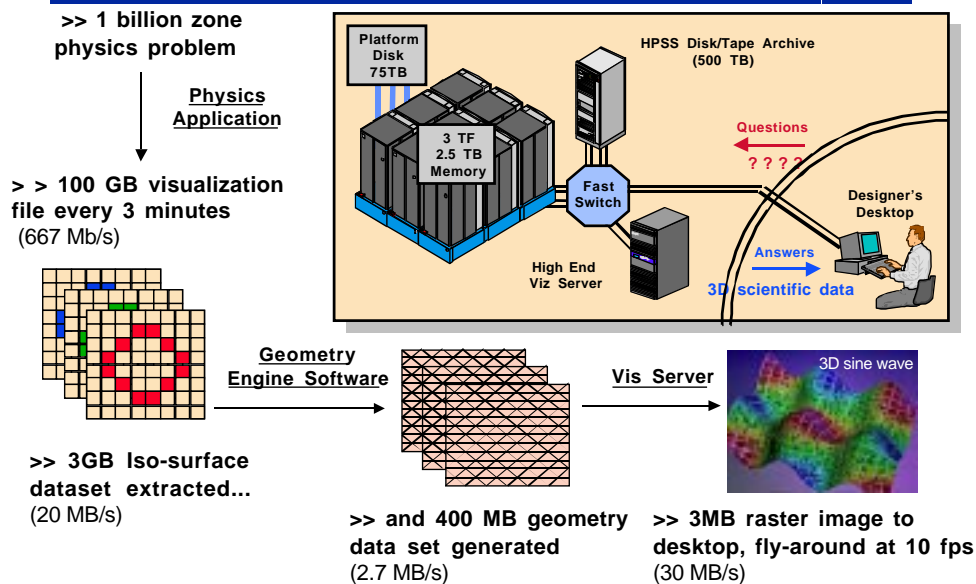 >> 1 billion zone
physics problem
Physics
Application
> > 100 GB visualization
file every 3 minutes
(667 Mb/s)
Platform
Disk
75TB
3 TF
2.5 TB
Memory
HPSS Disk/Tape Archive
(500 TB)
Fast
Switch
High End
Viz Server
Questions
? ? ? ?
Designer's
Desktop
Answers
3D scientific data
Geometry
Engine Software
Vis Server
3D sine wave
>> 3GB Iso-surface
dataset extracted...
(20 MB/s)
>> and 400 MB geometry
data set generated
(2.7 MB/s)
>> 3MB raster image to
desktop, fly-around at 10 fps
(30 MB/s)